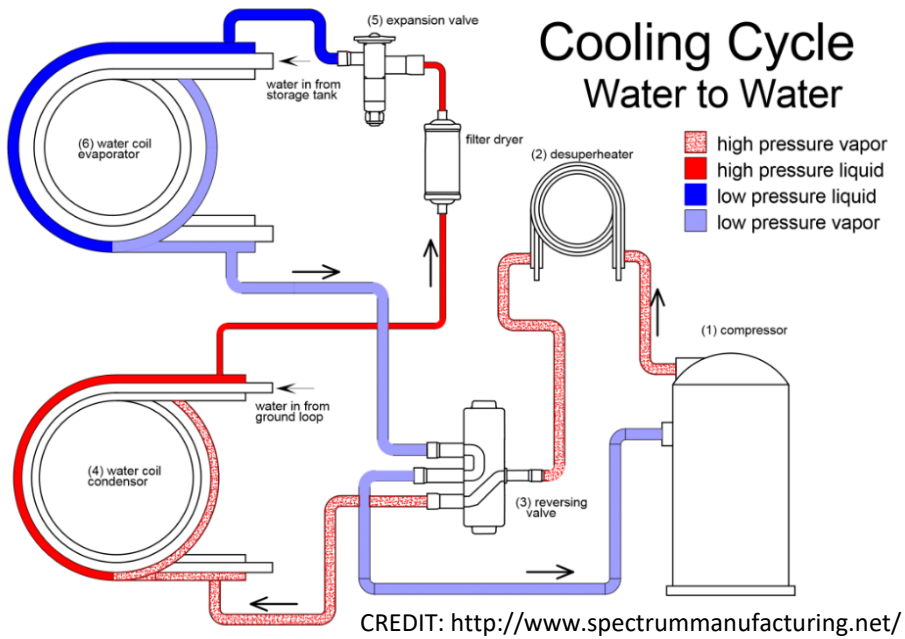 Cooling Cycle
Water to Water
(5) expansion valve
water in from
storage tank
(6) water coil
evaporator
filter dryer
(2) desuperheater
high pressure vapor
high pressure liquid
low pressure liquid
low pressure vapor
(1) compressor
water in from
ground loop
(4) water coil
condensor
(3) reversing
valve
CREDIT: http://www.spectrummanufacturing.net/